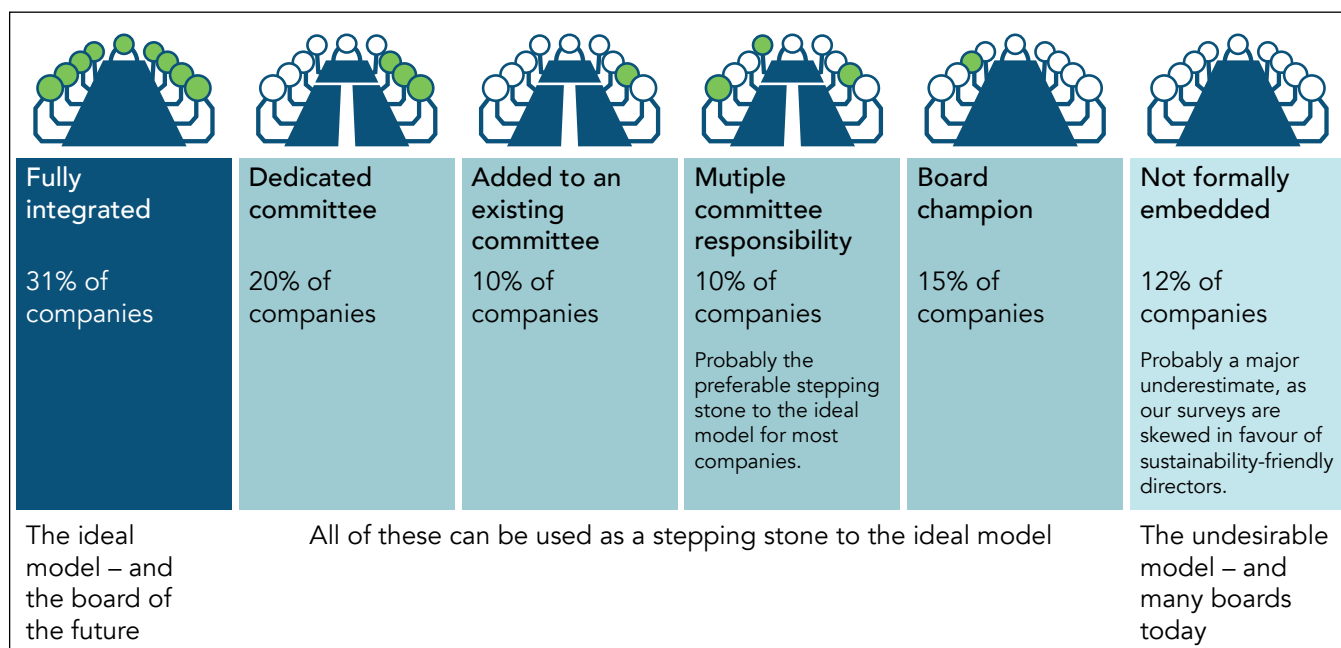 Fully
integrated
31% of
companies
Dedicated
committee
20% of
companies
Added to an
existing
committee
10% of
companies
Mutiple
committee
responsibility
10% of
companies
Probably the
preferable stepping
stone to the ideal
model for most
companies.
Board
champion
15% of
companies
Not formally
embedded
12% of
companies
Probably a major
underestimate, as
our surveys are
skewed in favour of
sustainability-friendly
directors.
The ideal
model – and
the board of
the future
All of these can be used as a stepping stone to the ideal model
The undesirable
model – and
many boards
today